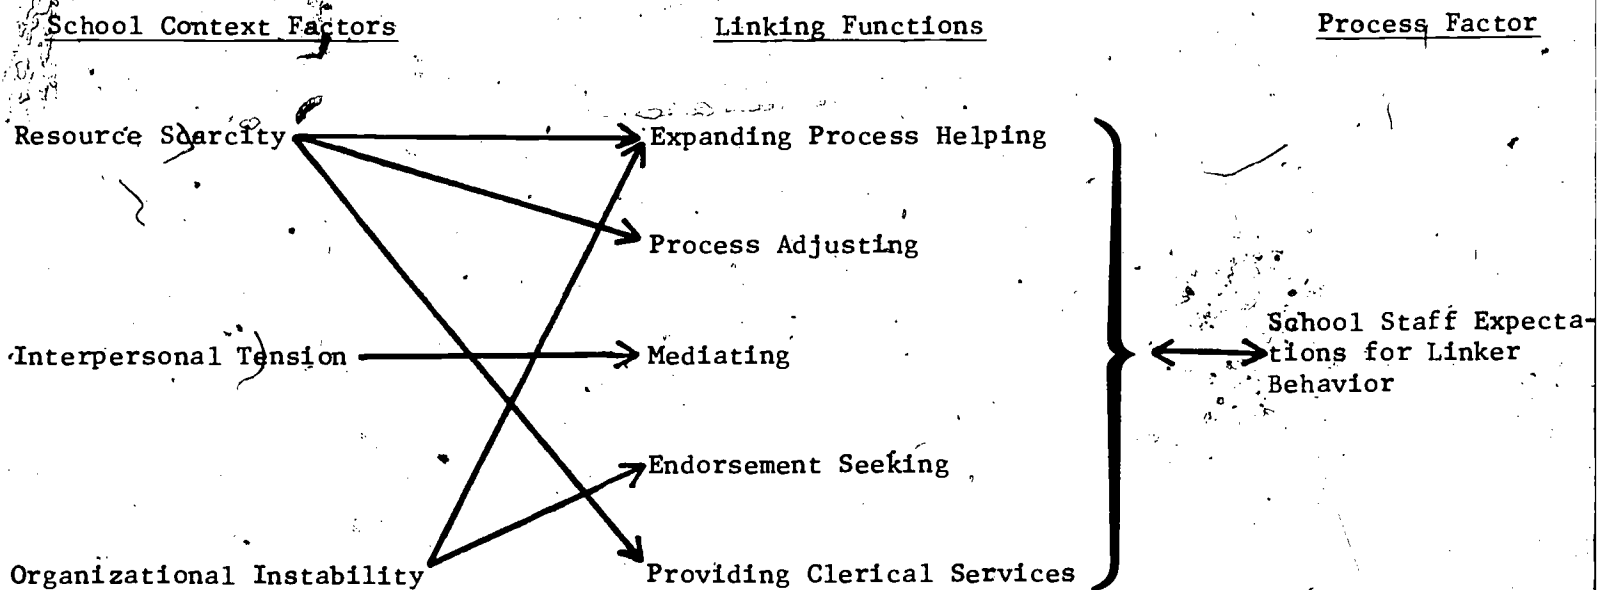 School Context Factors
Linking Functions
Process Factor
Resource Scarcity
Expanding Process Helping
Process Adjusting
Interpersonal Tension
Mediating
School Staff Expecta-
tions for Linker
Behavior
Endorsement Seeking
Organizational Instability
Providing Clerical Services